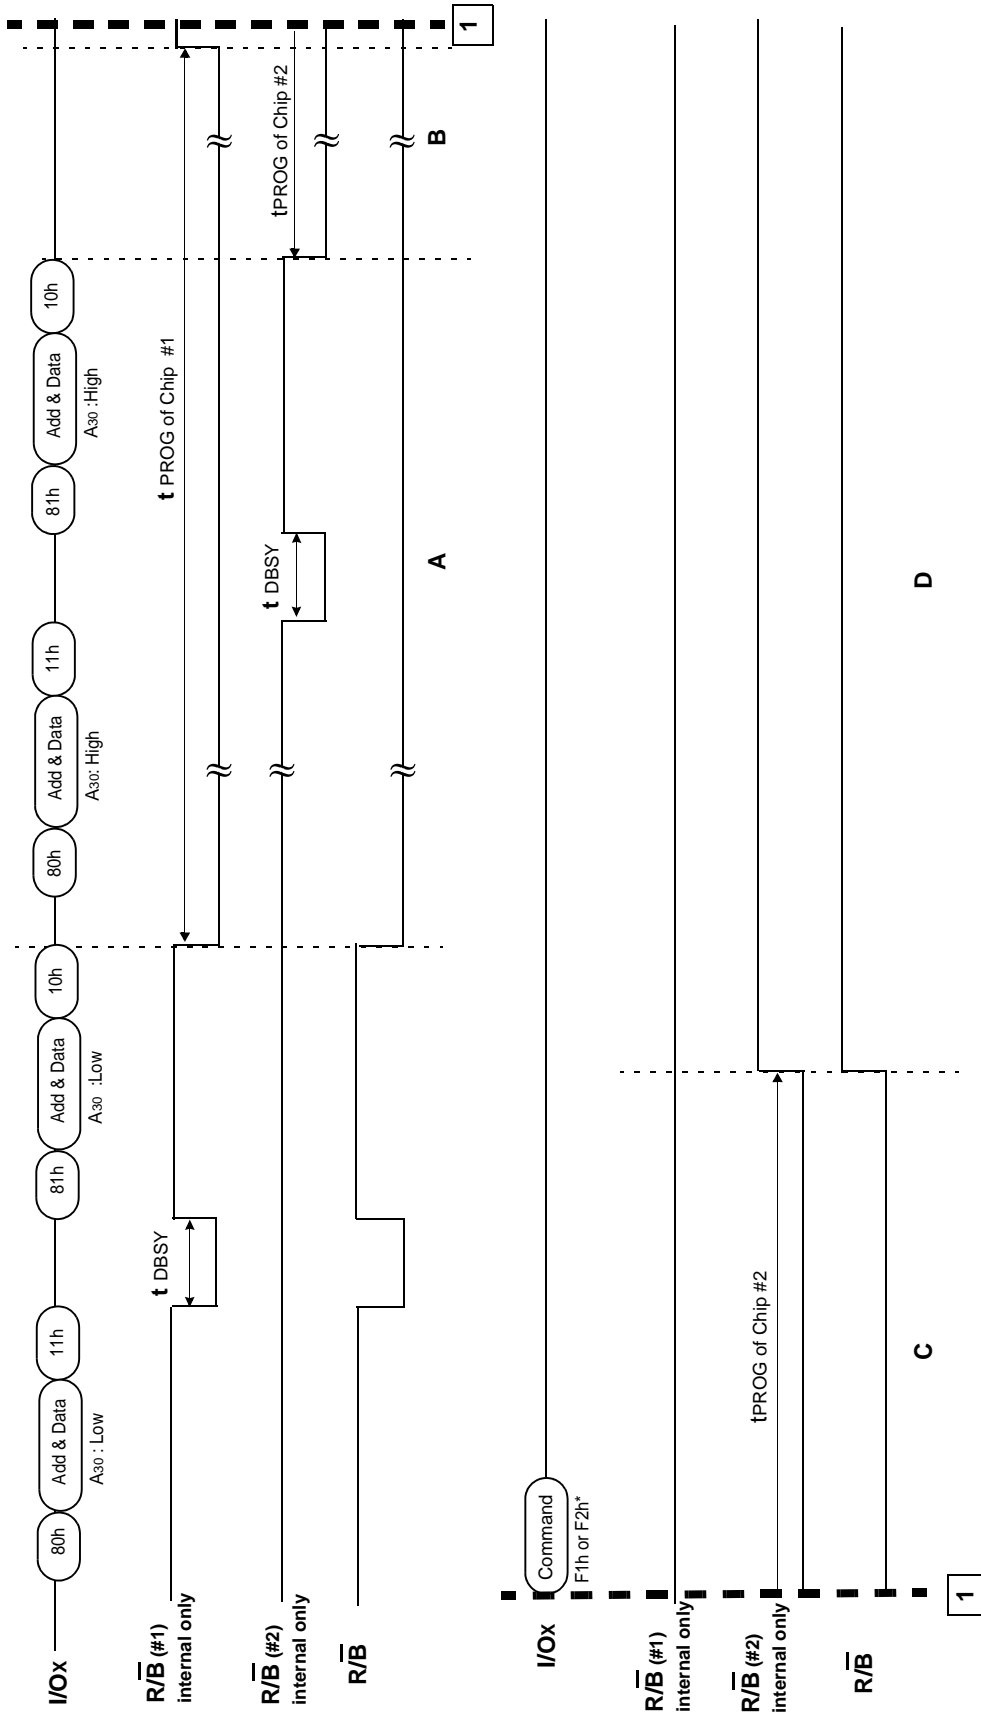 I/Ox
80h
Add & Data
11h
81h
Add & Data
10h
80h
Add & Data
11h
81h
Add & Data
10h
A30 : Low
A30 :Low
A30: High
A30 :High
R/B (#1)
internal only
t DBSY
t PROG of Chip #1
R/B (#2)
internal only
t DBSY
tPROG of Chip #2
R/B
A
B
1
I/Ox
Command
F1h or F2h*
R/B (#1)
internal only
R/B (#2)
internal only
tPROG of Chip #2
R/B
C
D
1